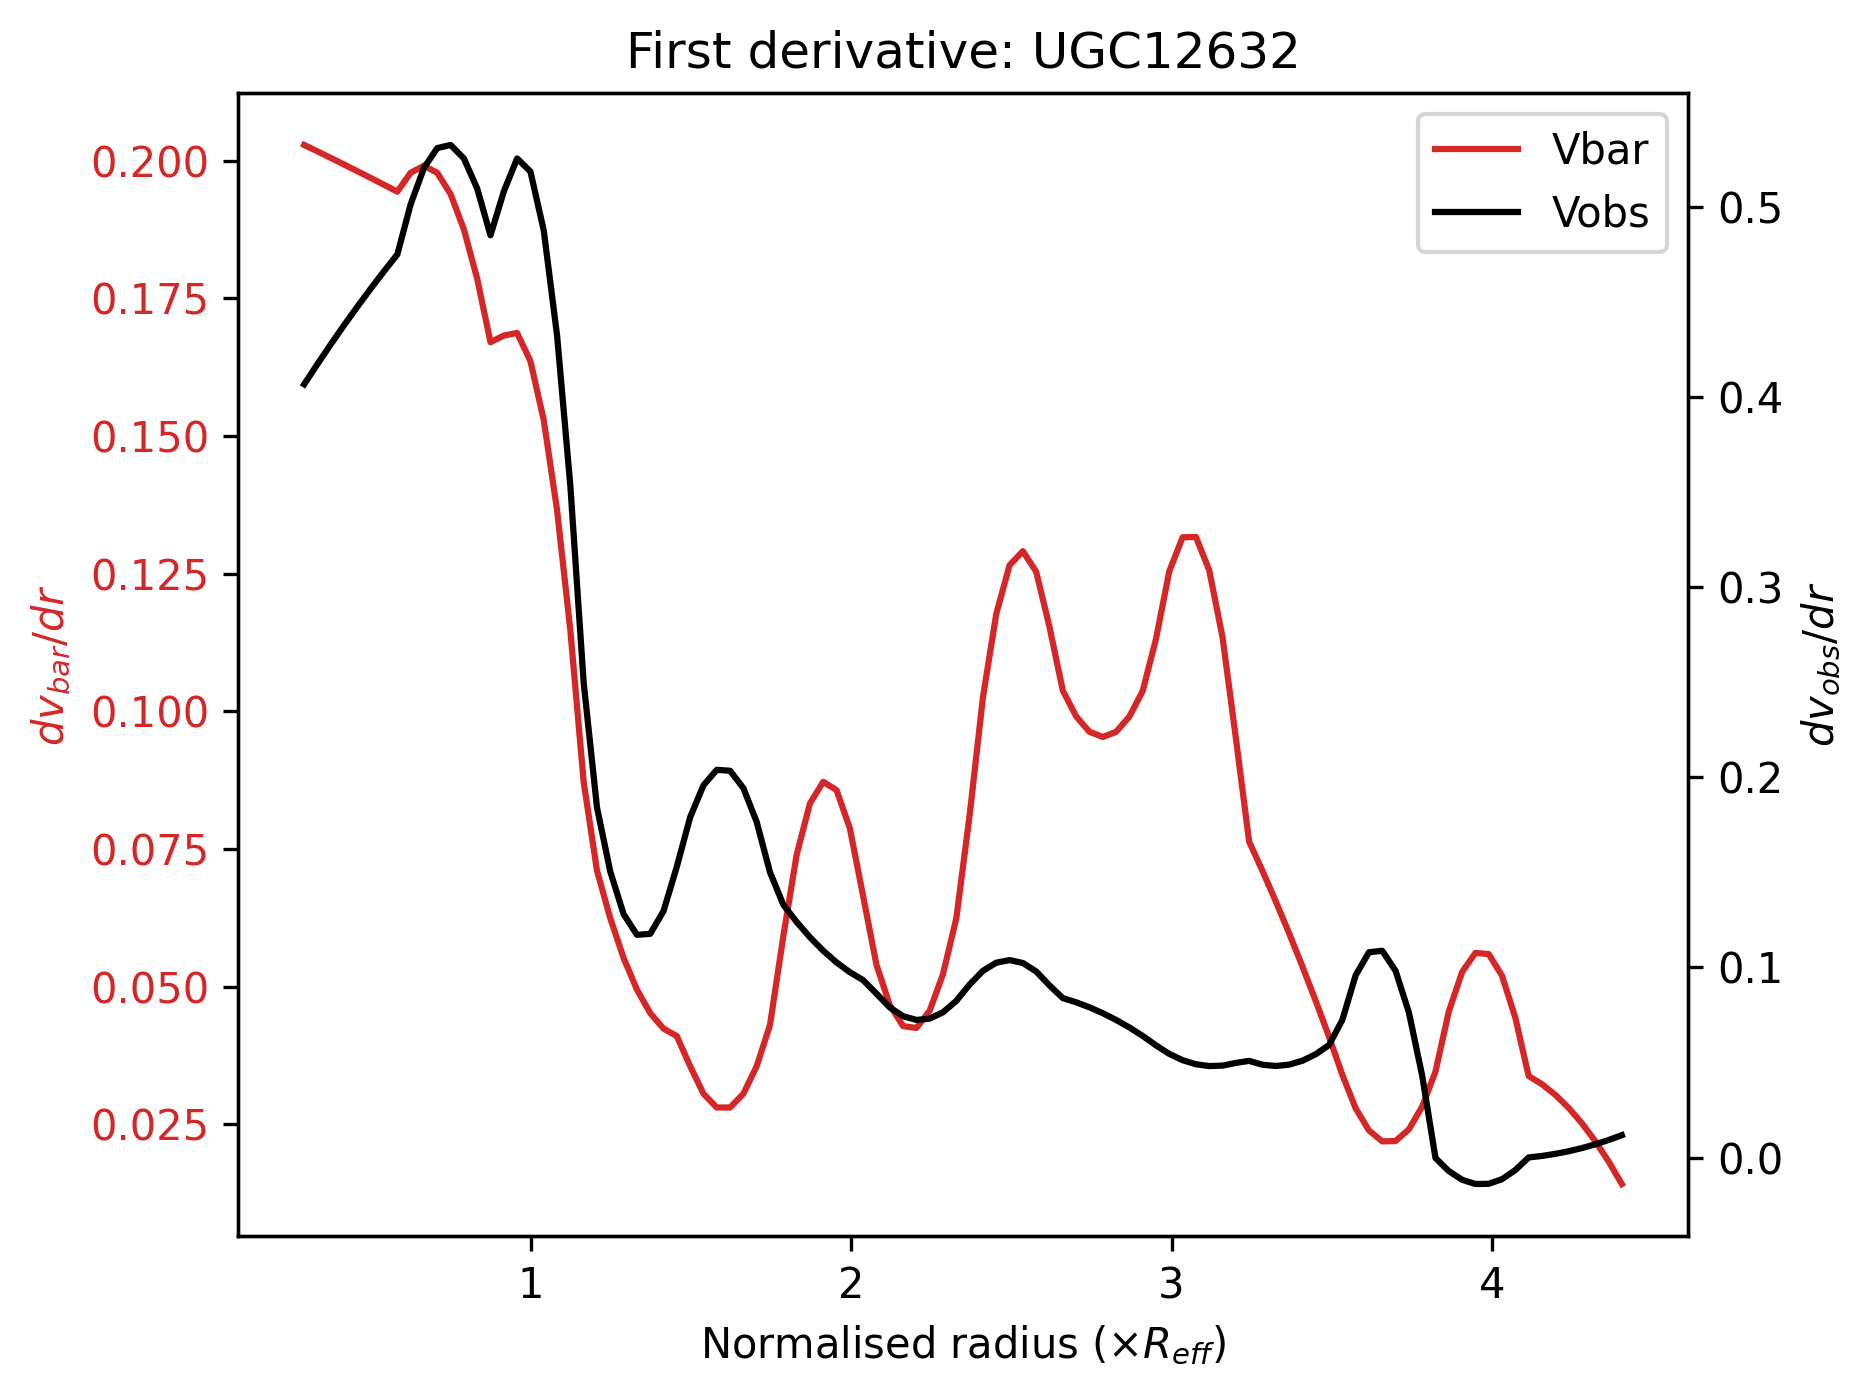 First derivative: UGC12632
Vbar
Vobs
0.200
0.175
0.150
0.125
0.100
0.075
0.050
0.025
dv_bar/dr
0.5
0.4
0.3
0.2
0.1
0.0
dv_obs/dr
1 2 3 4
Normalised radius (×R_eff)